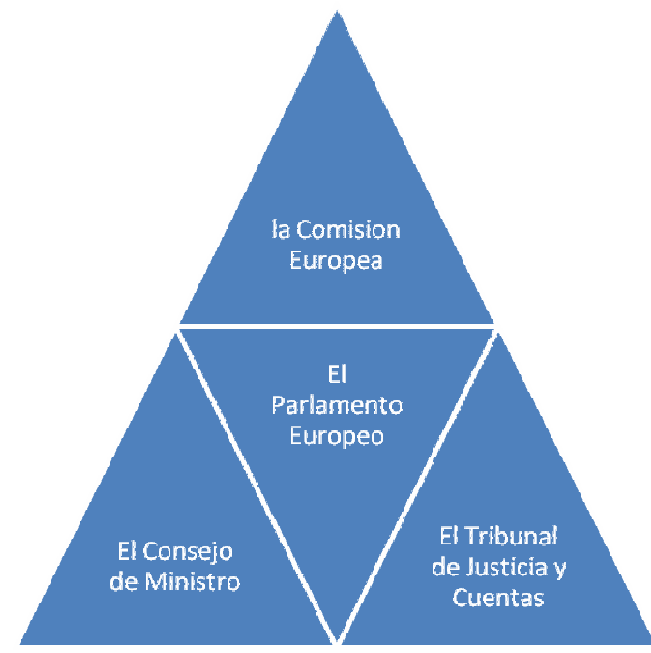 la Comision
Europea
El
Parlamento
Europeo
El Consejo
de Ministro
El Tribunal
de Justicia y
Cuentas